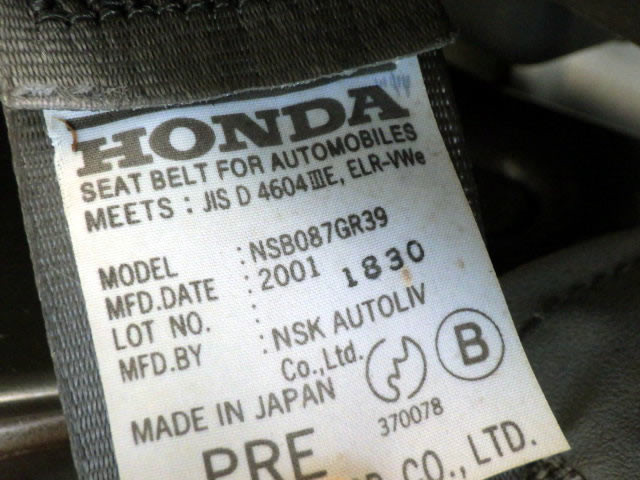 HONDA
SEAT BELT FOR AUTOMOBILES
MEETS : JIS D 4604ⅢE, ELR-VWe
MODEL : NSB087GR39
MFD.DATE : 2001 1830
LOT NO. :
MFD.BY : NSK AUTOLIV
Co.,Ltd.
MADE IN JAPAN
B
370078
PRE
CO., LTD.